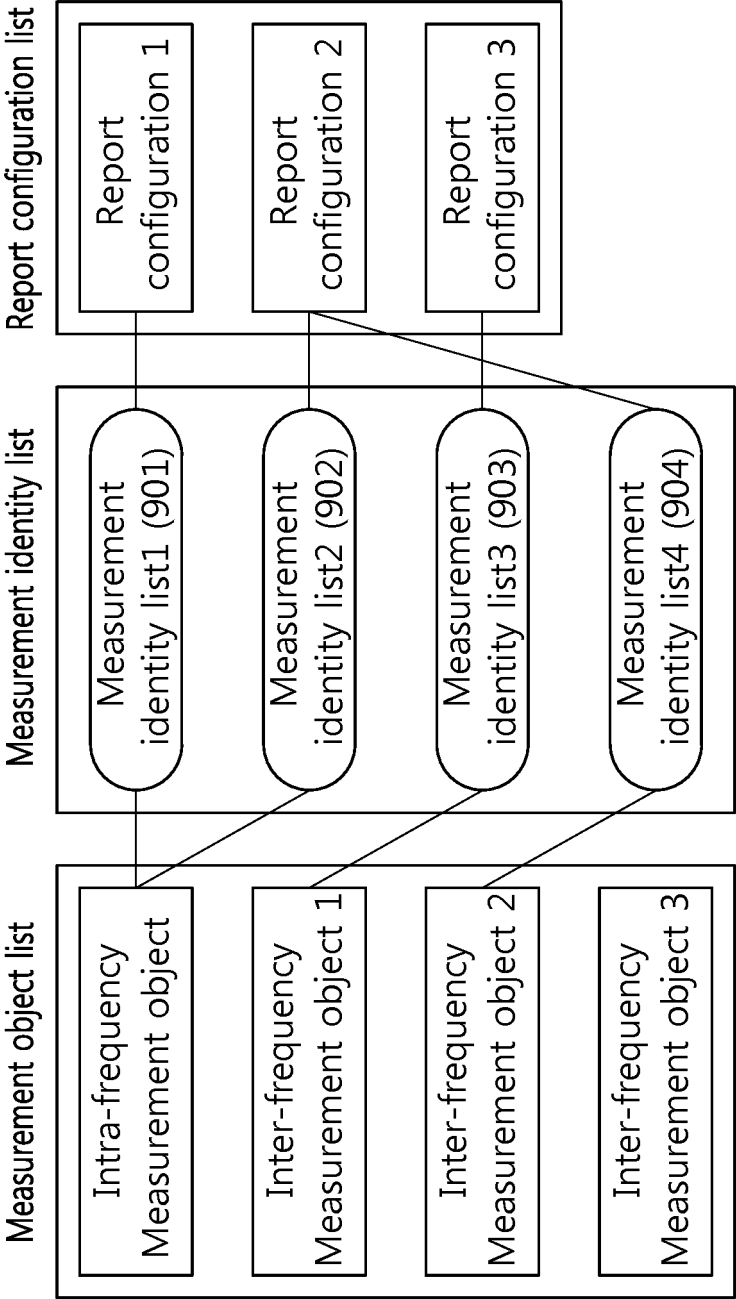 Measurement object list
Intra-frequency
Measurement object
Inter-frequency
Measurement object 1
Inter-frequency
Measurement object 2
Inter-frequency
Measurement object 3
Measurement identity list
Measurement
identity list1 (901)
Measurement
identity list2 (902)
Measurement
identity list3 (903)
Measurement
identity list4 (904)
Report configuration list
Report
configuration 1
Report
configuration 2
Report
configuration 3